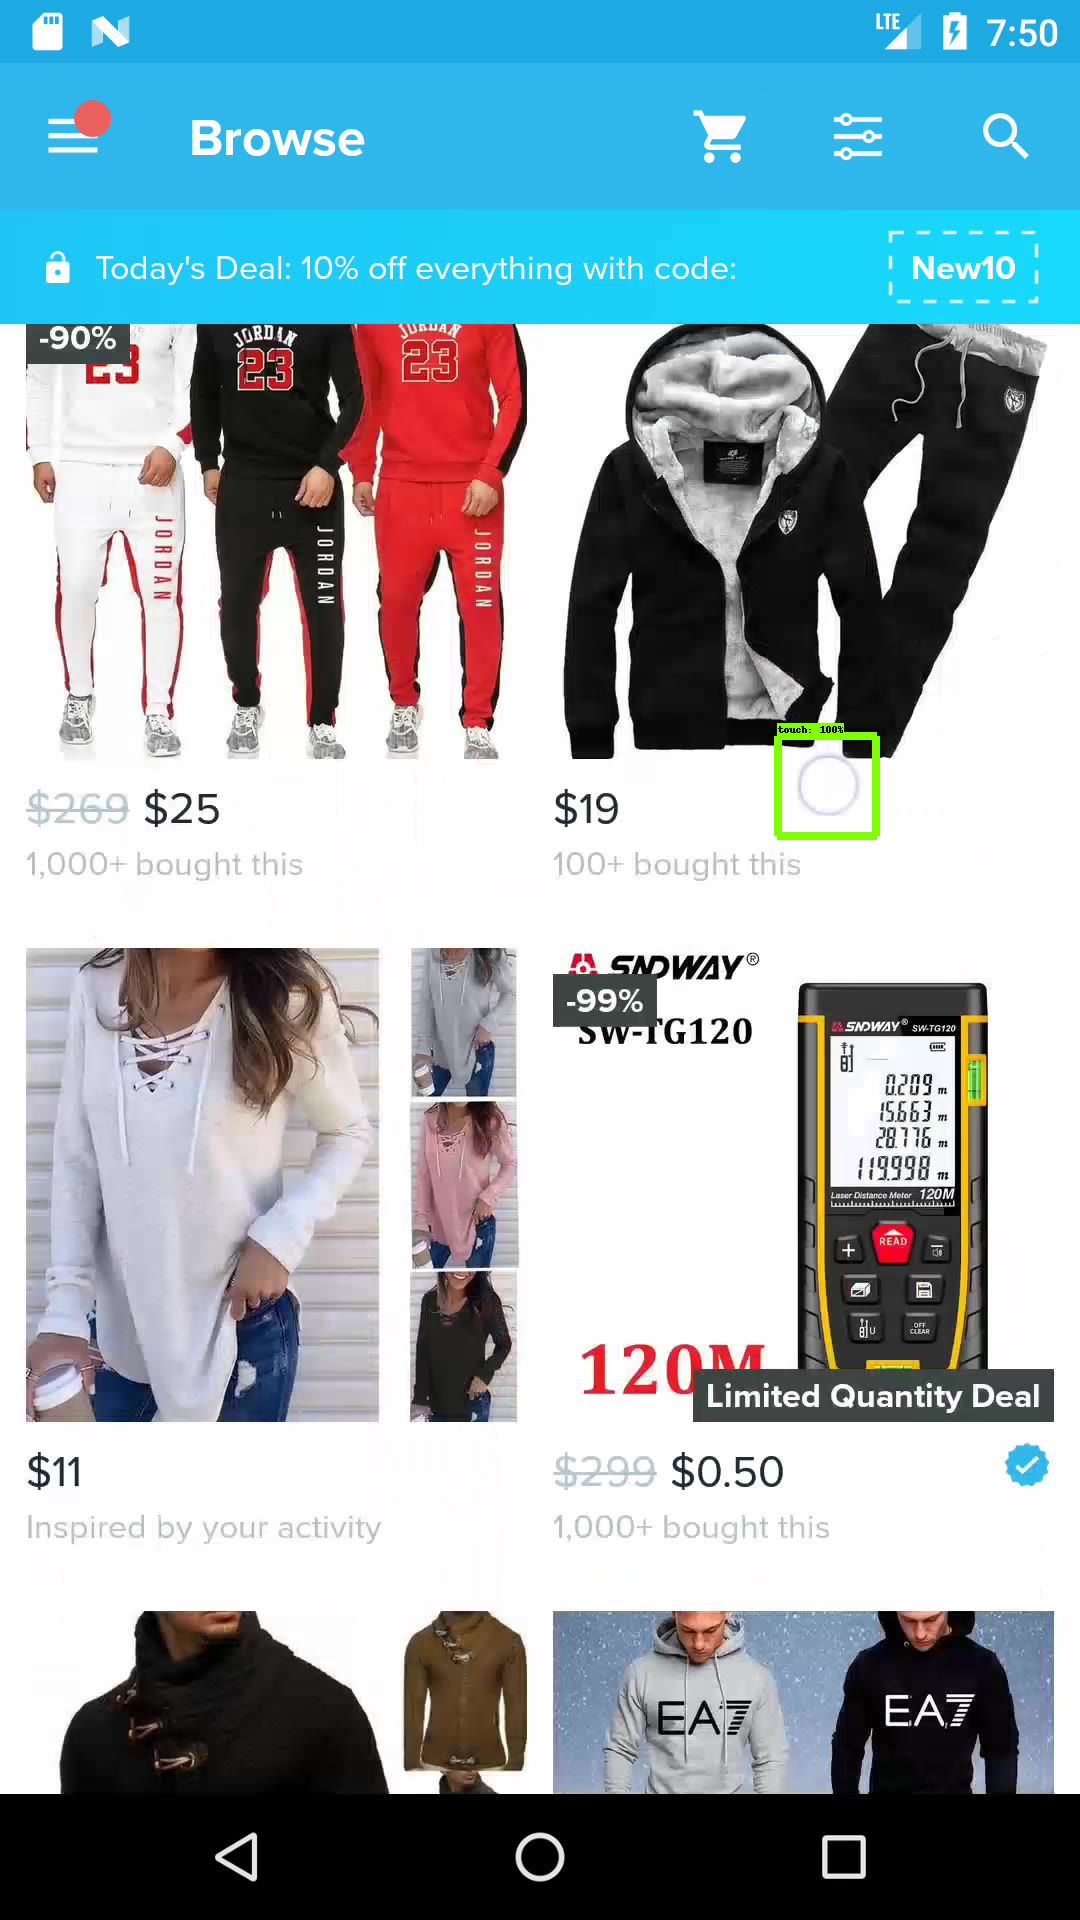 LTE 7:50
Browse
Today's Deal: 10% off everything with code: New10
-90%
JORDAN JORDAN
23 23 23
JORDAN JORDAN JORDAN
touch: 100%
$269 $25 $19
1,000+ bought this 100+ bought this
SNDWAY®
-99%
SW-TG120
SNDWAY® SW-TG120
0.209 m
15.663 m
28.776 m
119.998 m
Laser Distance Meter 120M
READ
OFF
CLEAR
120M
Limited Quantity Deal
$11 $299 $0.50
Inspired by your activity 1,000+ bought this
EA7 EA7